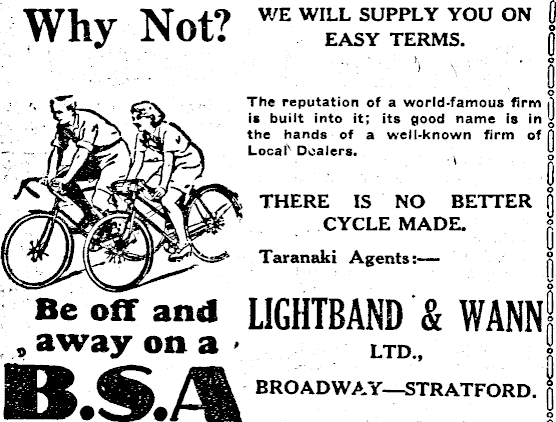 Why Not?
Be off and
away on a
B.S.A
WE WILL SUPPLY YOU ON
EASY TERMS.
The reputation of a world-famous firm
is built into it; its good name is in
the hands of a well-known firm of
Local Dealers.
THERE IS NO BETTER
CYCLE MADE.
Taranaki Agents:—
LIGHTBAND & WANN
LTD.,
BROADWAY—STRATFORD.